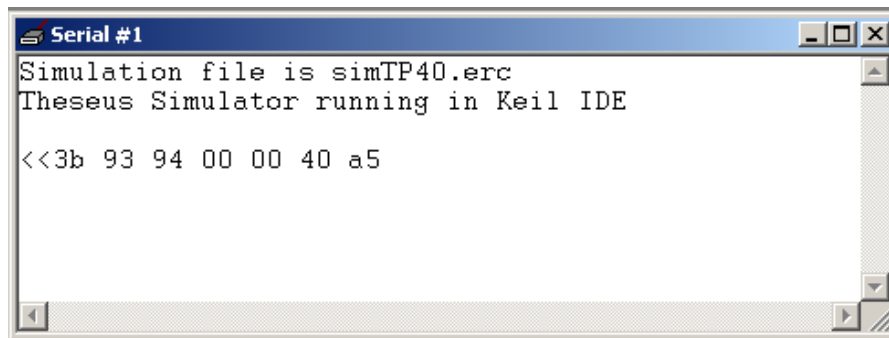 Serial #1
Simulation file is simTP40.erc
Theseus Simulator running in Keil IDE
<<3b 93 94 00 00 40 a5